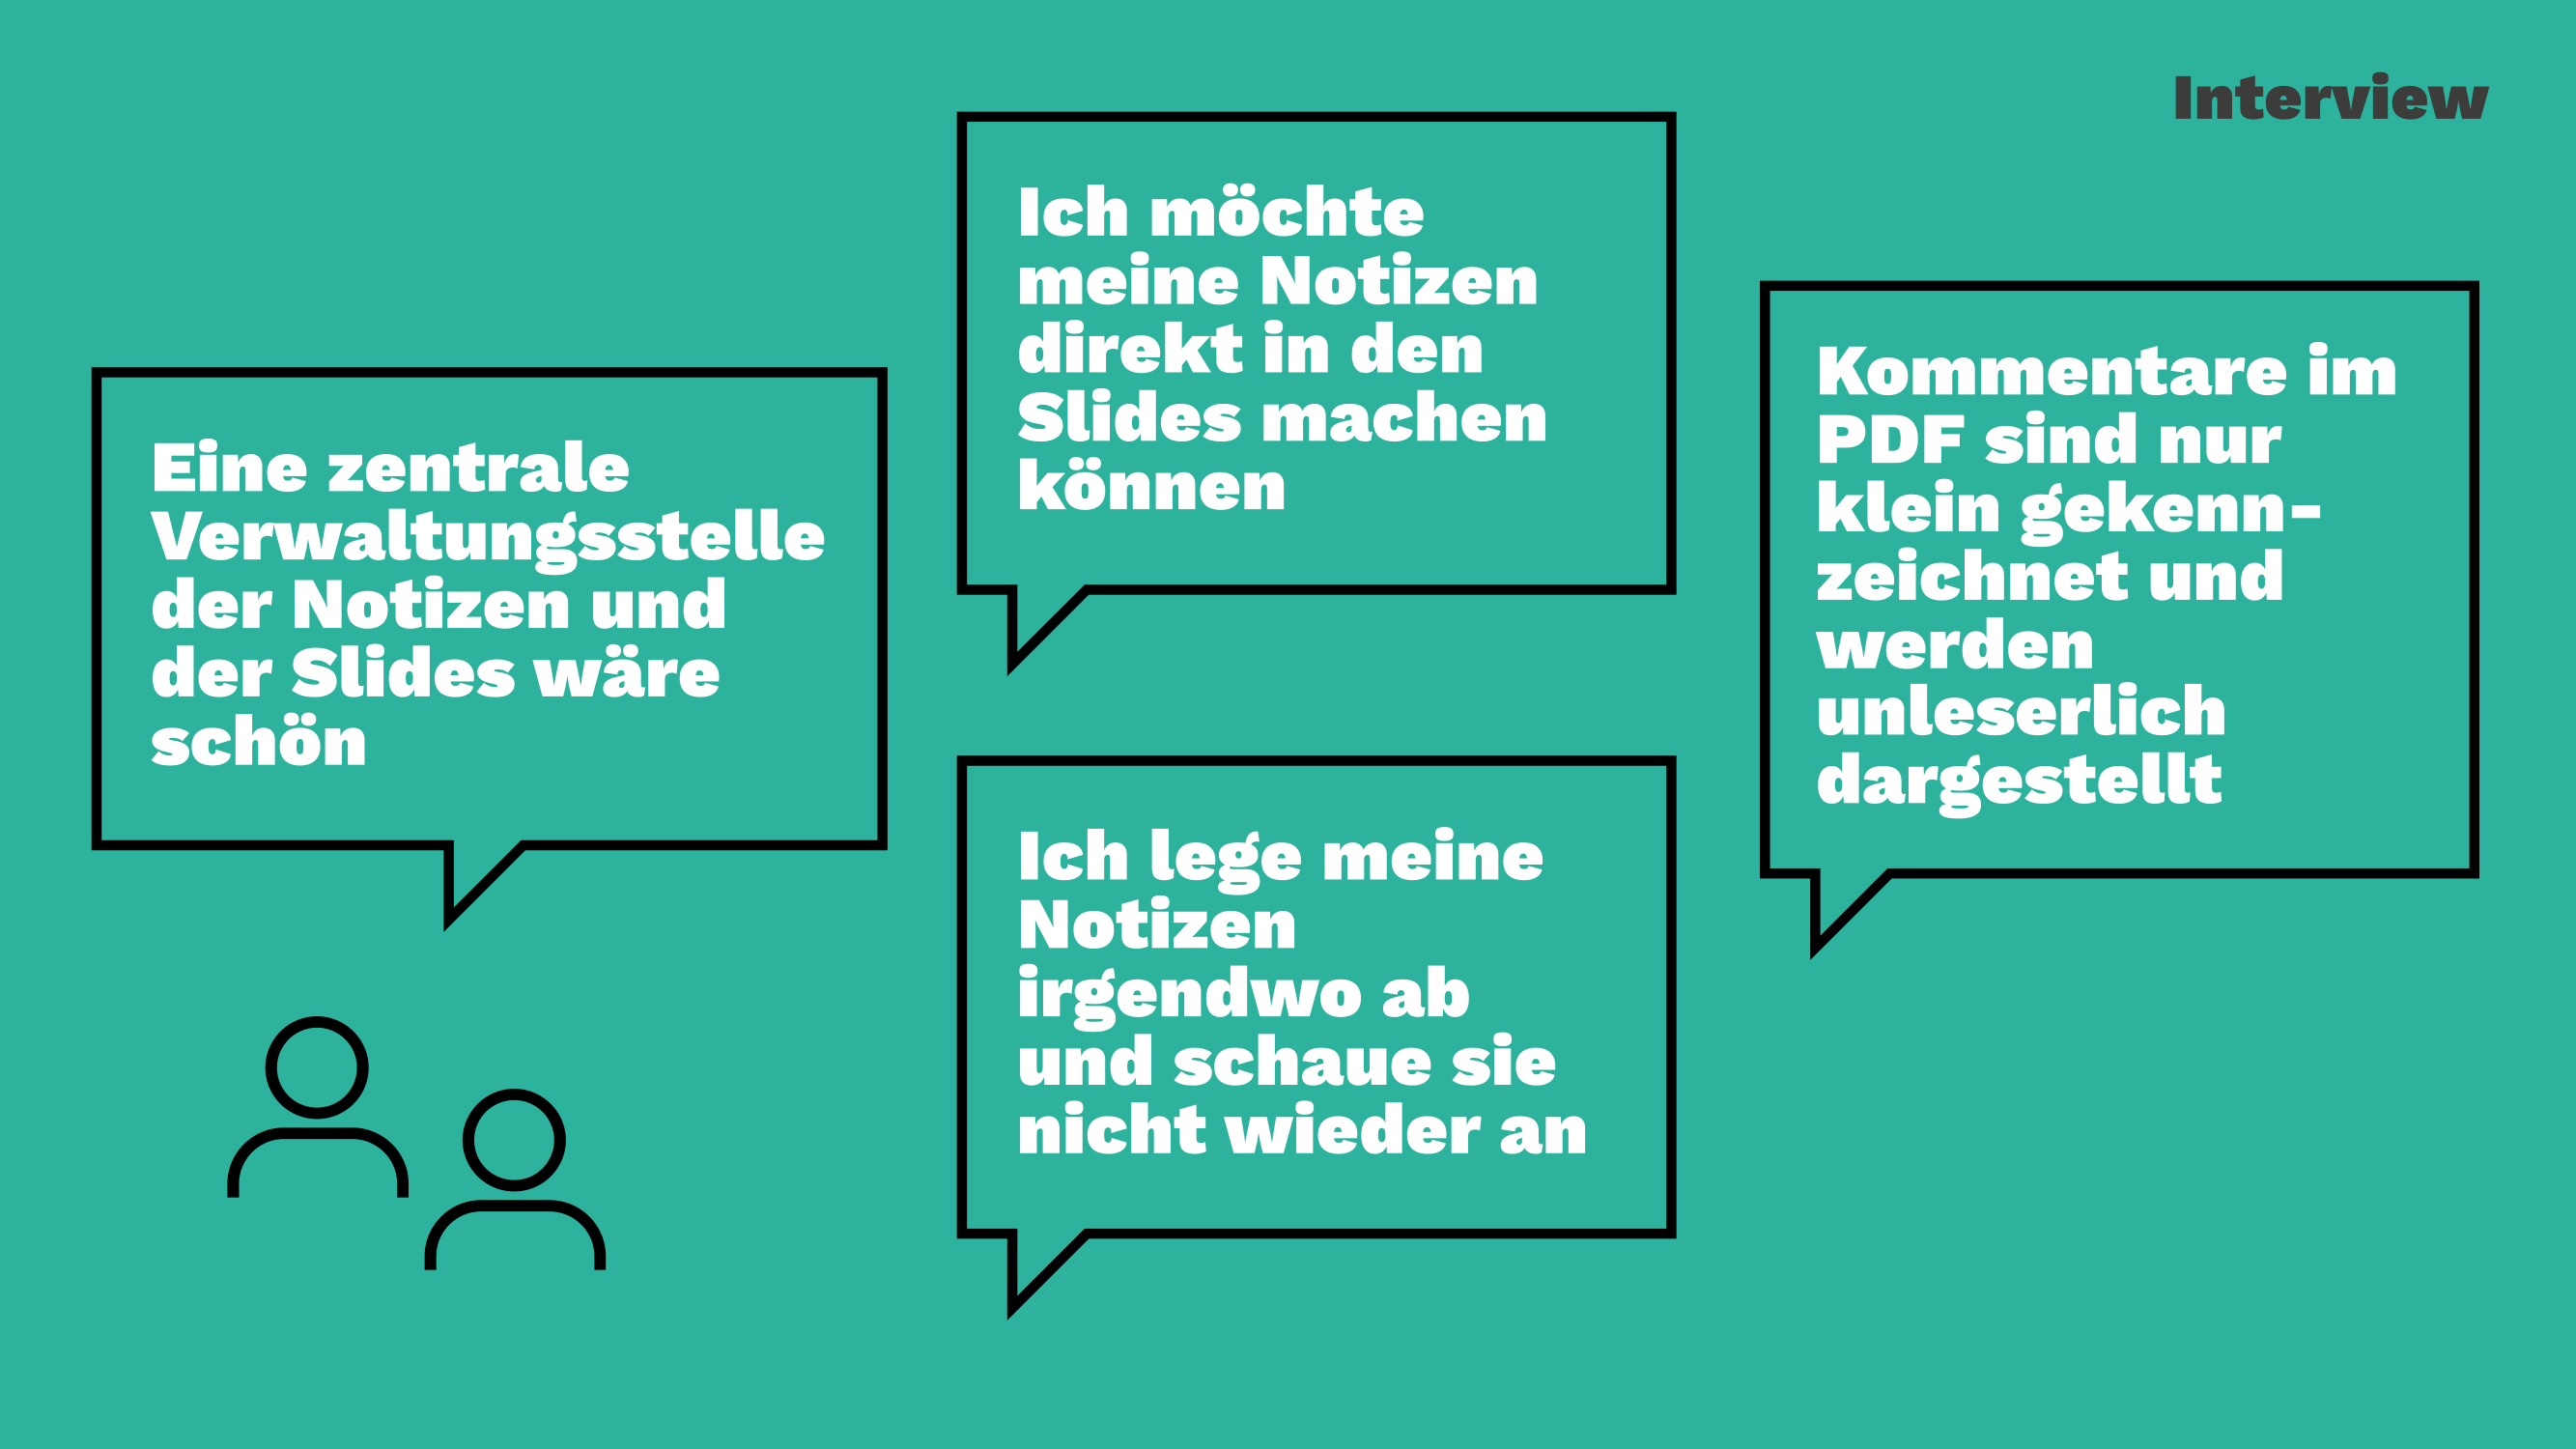 Interview
Eine zentrale
Verwaltungsstelle
der Notizen und
der Slides wäre
schön
Ich möchte
meine Notizen
direkt in den
Slides machen
können
Ich lege meine
Notizen
irgendwo ab
und schaue sie
nicht wieder an
Kommentare im
PDF sind nur
klein gekenn-
zeichnet und
werden
unleserlich
dargestellt